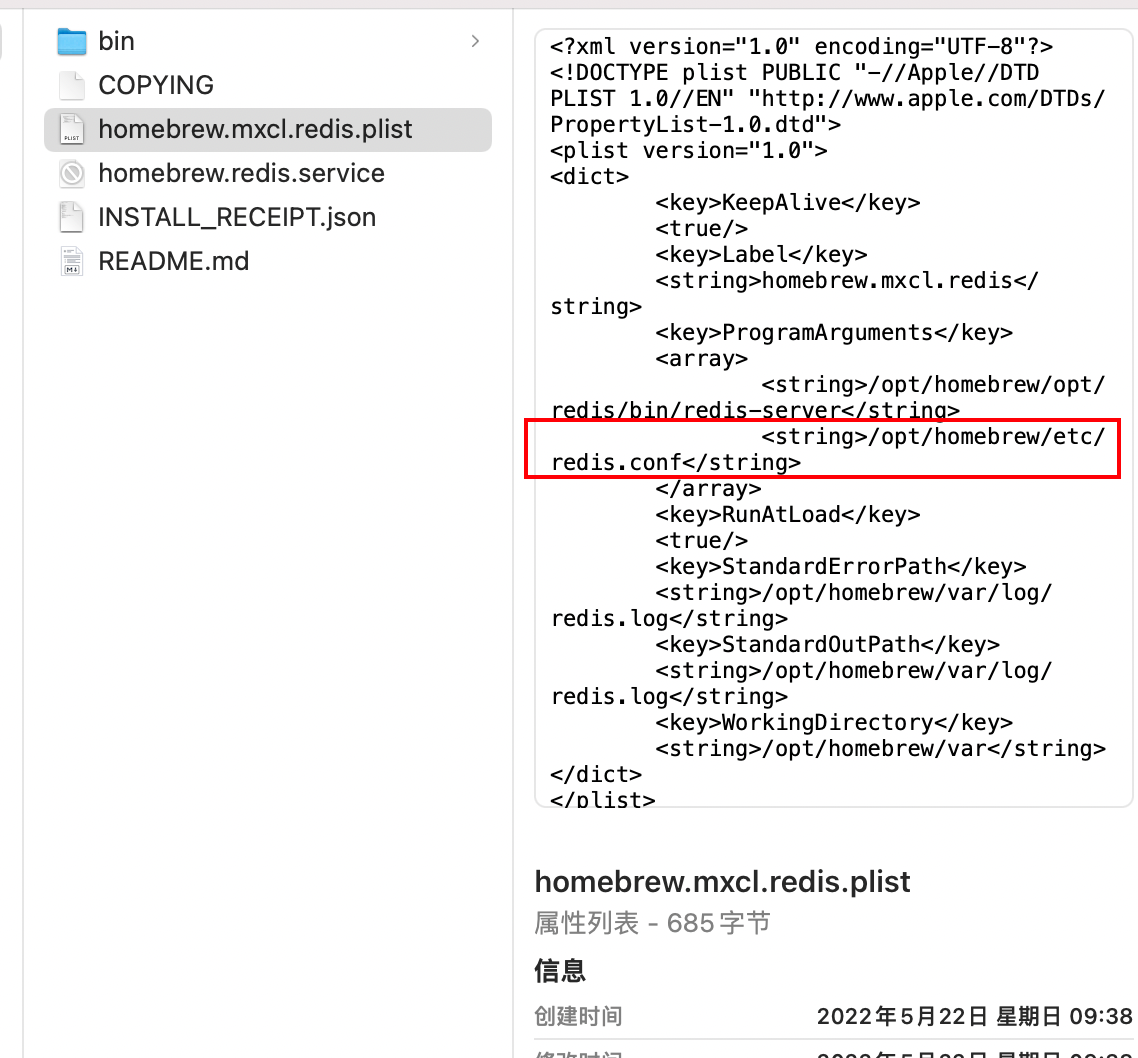 bin
COPYING
homebrew.mxcl.redis.plist
homebrew.redis.service
INSTALL_RECEIPT.json
README.md
<?xml version="1.0" encoding="UTF-8"?>
<!DOCTYPE plist PUBLIC "-//Apple//DTD
PLIST 1.0//EN" "http://www.apple.com/DTDs/
PropertyList-1.0.dtd">
<plist version="1.0">
<dict>
<key>KeepAlive</key>
<true/>
<key>Label</key>
<string>homebrew.mxcl.redis</
string>
<key>ProgramArguments</key>
<array>
<string>/opt/homebrew/opt/
redis/bin/redis-server</string>
<string>/opt/homebrew/etc/
redis.conf</string>
</array>
<key>RunAtLoad</key>
<true/>
<key>StandardErrorPath</key>
<string>/opt/homebrew/var/log/
redis.log</string>
<key>StandardOutPath</key>
<string>/opt/homebrew/var/log/
redis.log</string>
<key>WorkingDirectory</key>
<string>/opt/homebrew/var</string>
</dict>
</plist>
homebrew.mxcl.redis.plist
属性列表 - 685字节
信息
创建时间 2022年5月22日 星期日 09:38